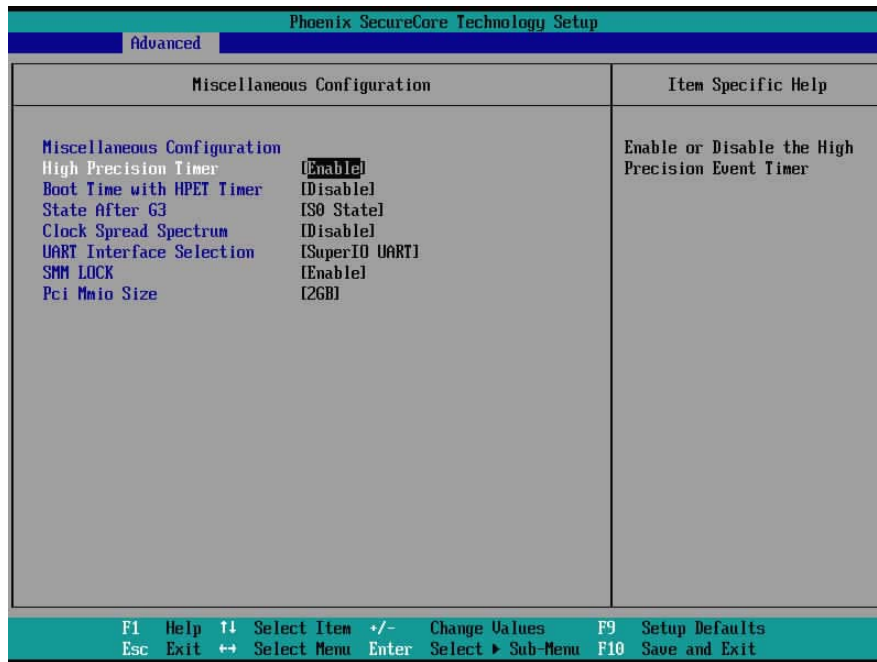 Phoenix SecureCore Technology Setup
Advanced
Miscellaneous Configuration
Item Specific Help
Miscellaneous Configuration
High Precision Timer [Enable]
Boot Time with HPET Timer [Disable]
State After G3 [S0 State]
Clock Spread Spectrum [Disable]
UART Interface Selection [SuperIO UART]
SMM LOCK [Enable]
Pci Mmio Size [2GB]
Enable or Disable the High
Precision Event Timer
F1 Help ↑↓ Select Item +/- Change Values F9 Setup Defaults
Esc Exit ↔ Select Menu Enter Select ▶ Sub-Menu F10 Save and Exit